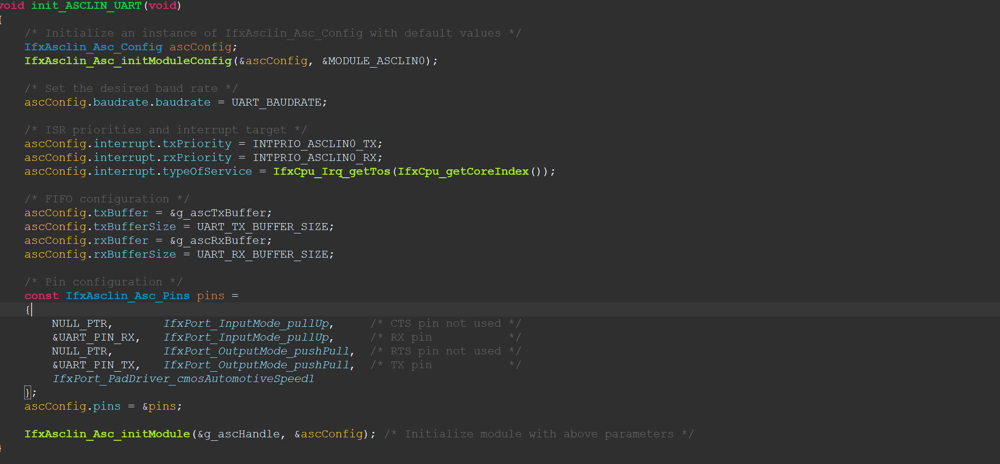 void init_ASCLIN_UART(void)
{
    /* Initialize an instance of IfxAsclin_Asc_Config with default values */
    IfxAsclin_Asc_Config ascConfig;
    IfxAsclin_Asc_initModuleConfig(&ascConfig, &MODULE_ASCLIN0);

    /* Set the desired baud rate */
    ascConfig.baudrate.baudrate = UART_BAUDRATE;

    /* ISR priorities and interrupt target */
    ascConfig.interrupt.txPriority = INTPRIO_ASCLIN0_TX;
    ascConfig.interrupt.rxPriority = INTPRIO_ASCLIN0_RX;
    ascConfig.interrupt.typeOfService = IfxCpu_Irq_getTos(IfxCpu_getCoreIndex());

    /* FIFO configuration */
    ascConfig.txBuffer = &g_ascTxBuffer;
    ascConfig.txBufferSize = UART_TX_BUFFER_SIZE;
    ascConfig.rxBuffer = &g_ascRxBuffer;
    ascConfig.rxBufferSize = UART_RX_BUFFER_SIZE;

    /* Pin configuration */
    const IfxAsclin_Asc_Pins pins =
    {
        NULL_PTR,       IfxPort_InputMode_pullUp,     /* CTS pin not used */
        &UART_PIN_RX,   IfxPort_InputMode_pullUp,     /* RX pin           */
        NULL_PTR,       IfxPort_OutputMode_pushPull,  /* RTS pin not used */
        &UART_PIN_TX,   IfxPort_OutputMode_pushPull,  /* TX pin           */
        IfxPort_PadDriver_cmosAutomotiveSpeed1
    };
    ascConfig.pins = &pins;

    IfxAsclin_Asc_initModule(&g_ascHandle, &ascConfig); /* Initialize module with above parameters */
}